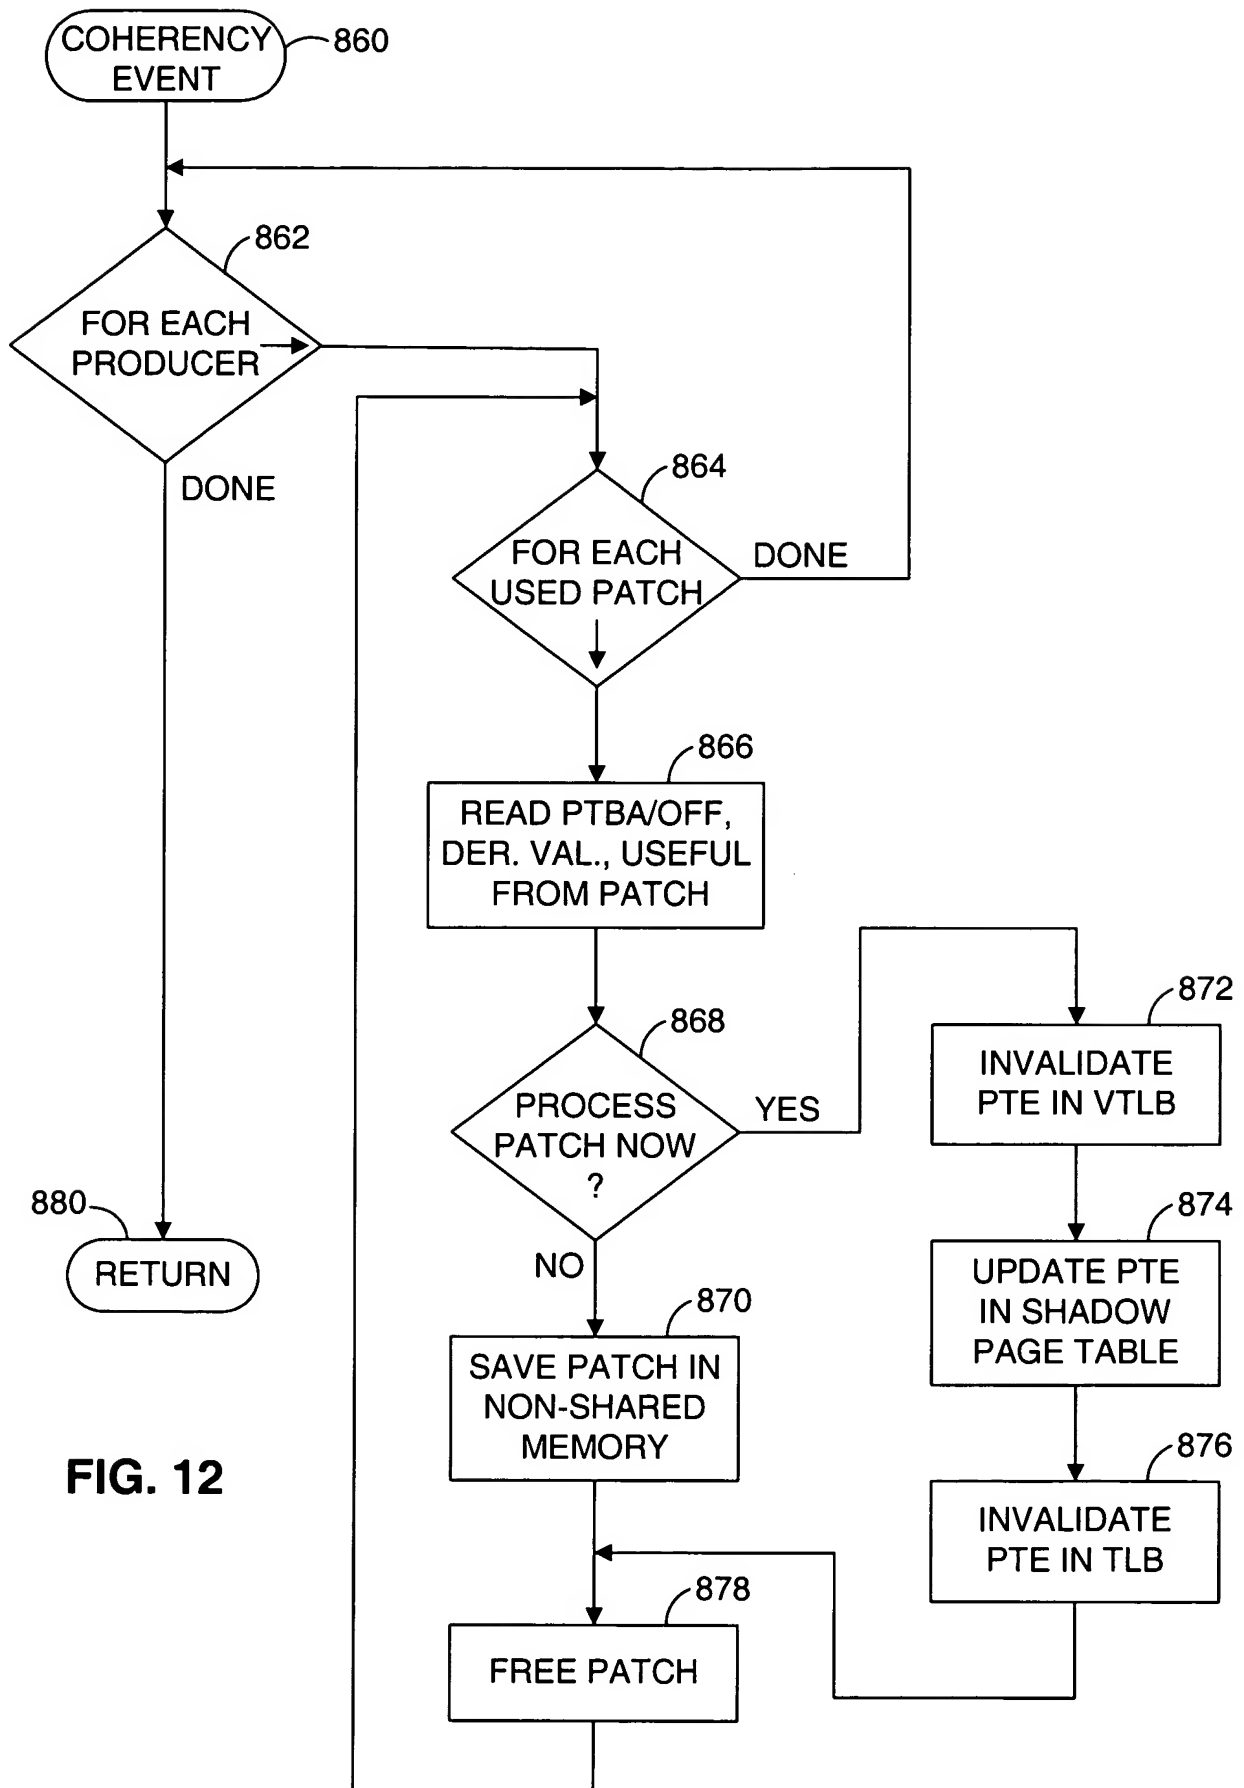 COHERENCY
EVENT
860
862
FOR EACH
PRODUCER
DONE
864
FOR EACH
USED PATCH
DONE
866
READ PTBA/OFF,
DER. VAL., USEFUL
FROM PATCH
868
PROCESS
PATCH NOW
?
YES
NO
872
INVALIDATE
PTE IN VTLB
874
UPDATE PTE
IN SHADOW
PAGE TABLE
876
INVALIDATE
PTE IN TLB
870
SAVE PATCH IN
NON-SHARED
MEMORY
878
FREE PATCH
880
RETURN
FIG. 12